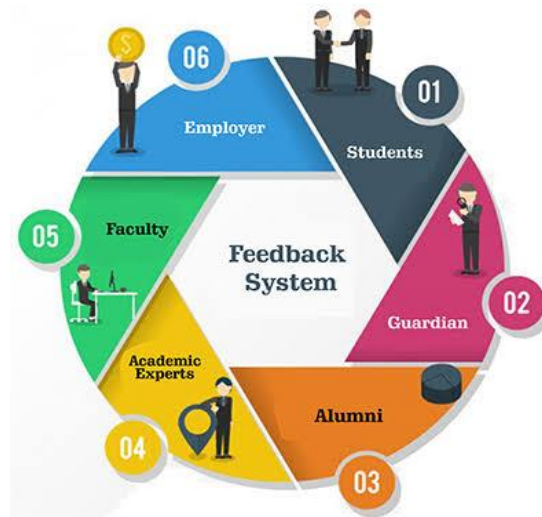 Feedback
System
01
Students
02
Guardian
03
Alumni
04
Academic
Experts
05
Faculty
06
Employer
$